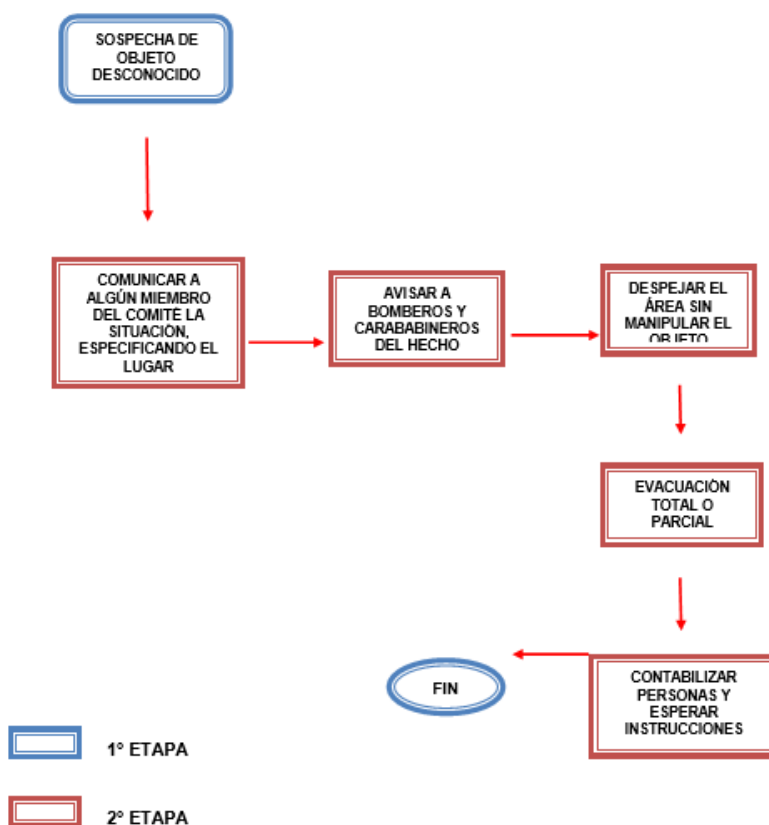 SOSPECHA DE
OBJETO
DESCONOCIDO
COMUNICAR A
ALGÚN MIEMBRO
DEL COMITÉ LA
SITUACIÓN,
ESPECIFICANDO EL
LUGAR
AVISAR A
BOMBEROS Y
CARABABINEROS
DEL HECHO
DESPEJAR EL
ÁREA SIN
MANIPULAR EL
OBJETO
EVACUACIÓN
TOTAL O
PARCIAL
CONTABILIZAR
PERSONAS Y
ESPERAR
INSTRUCCIONES
FIN
1° ETAPA
2° ETAPA